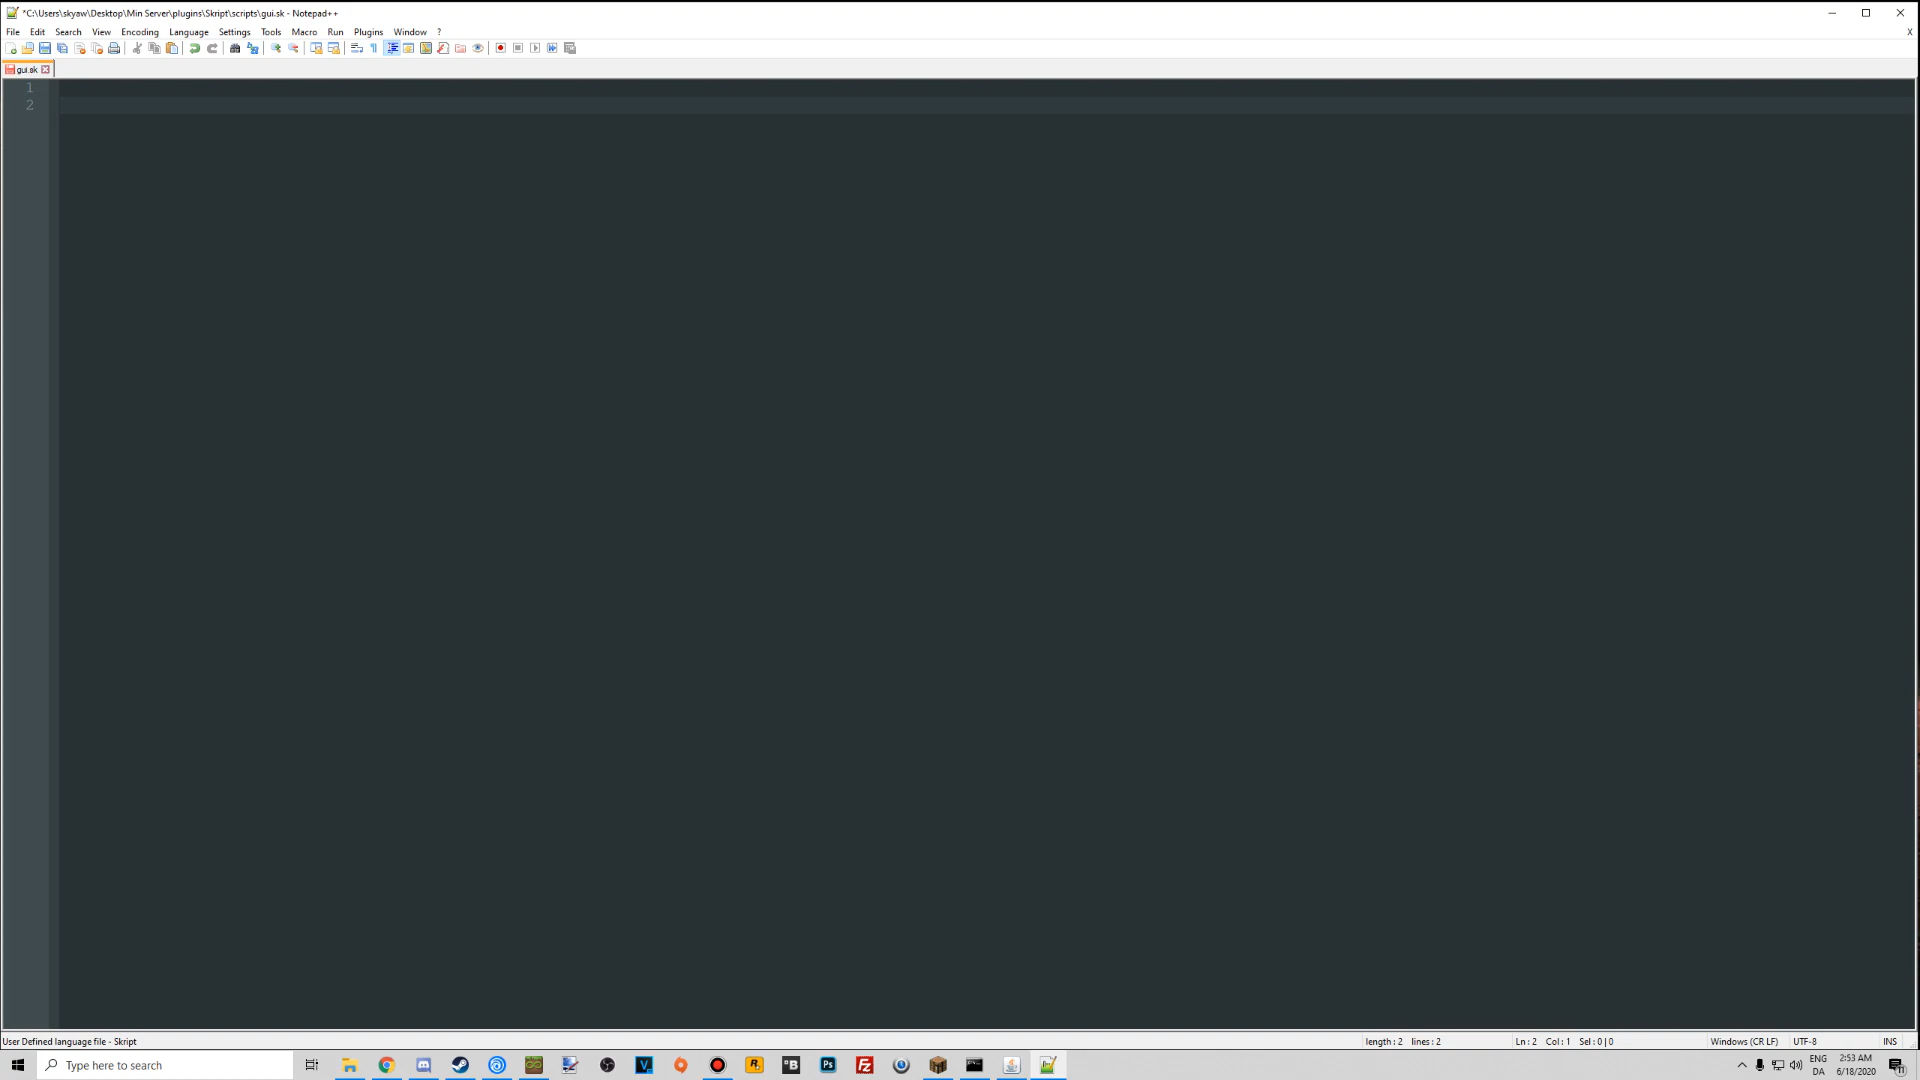 *C:\Users\skyaw\Desktop\Min Server\plugins\Skript\scripts\gui.sk - Notepad++
File Edit Search View Encoding Language Settings Tools Macro Run Plugins Window ? X
gui.sk
1
2
User Defined language file - Skript length : 2 lines : 2 Ln : 2 Col : 1 Sel : 0 | 0 Windows (CR LF) UTF-8 INS
Type here to search
ENG
DA
2:53 AM
6/18/2020